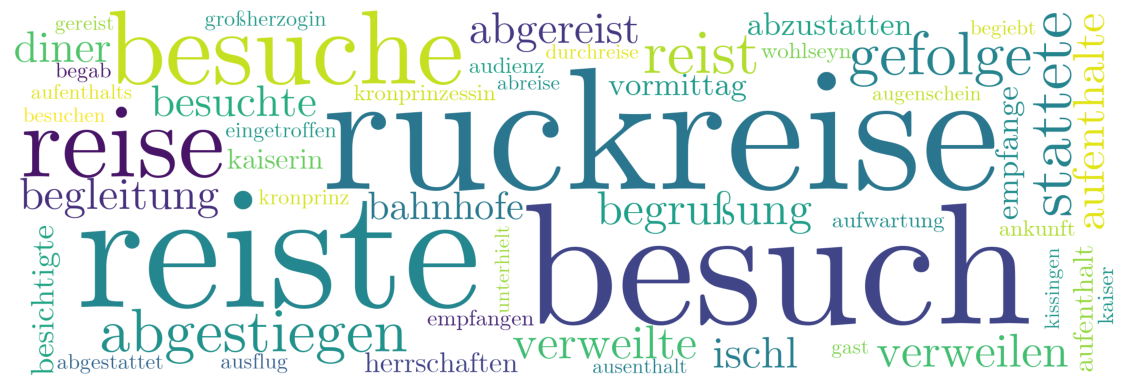 gereist
großherzogin
besuche
abgereist
abzustatten
begiebt
diner
begab
audienz
durchreise
reist
wohlseyn
gefolge
stattete
aufenthalte
aufenthalts
besuchte
kronprinzessin
abreise
vormittag
augenschein
besuchen
reise
eingetroffen
kaiserin
ruckreise
empfange
begleitung
kronprinz
bahnhofe
begrußung
aufwartung
ankunft
besichtigte
reiste
unterhielt
besuch
kissingen
aufenthalt
kaiser
abgestiegen
empfangen
abgestattet
ausflug
herrschaften
verweilte
ausenthalt
ischl
gast
verweilen